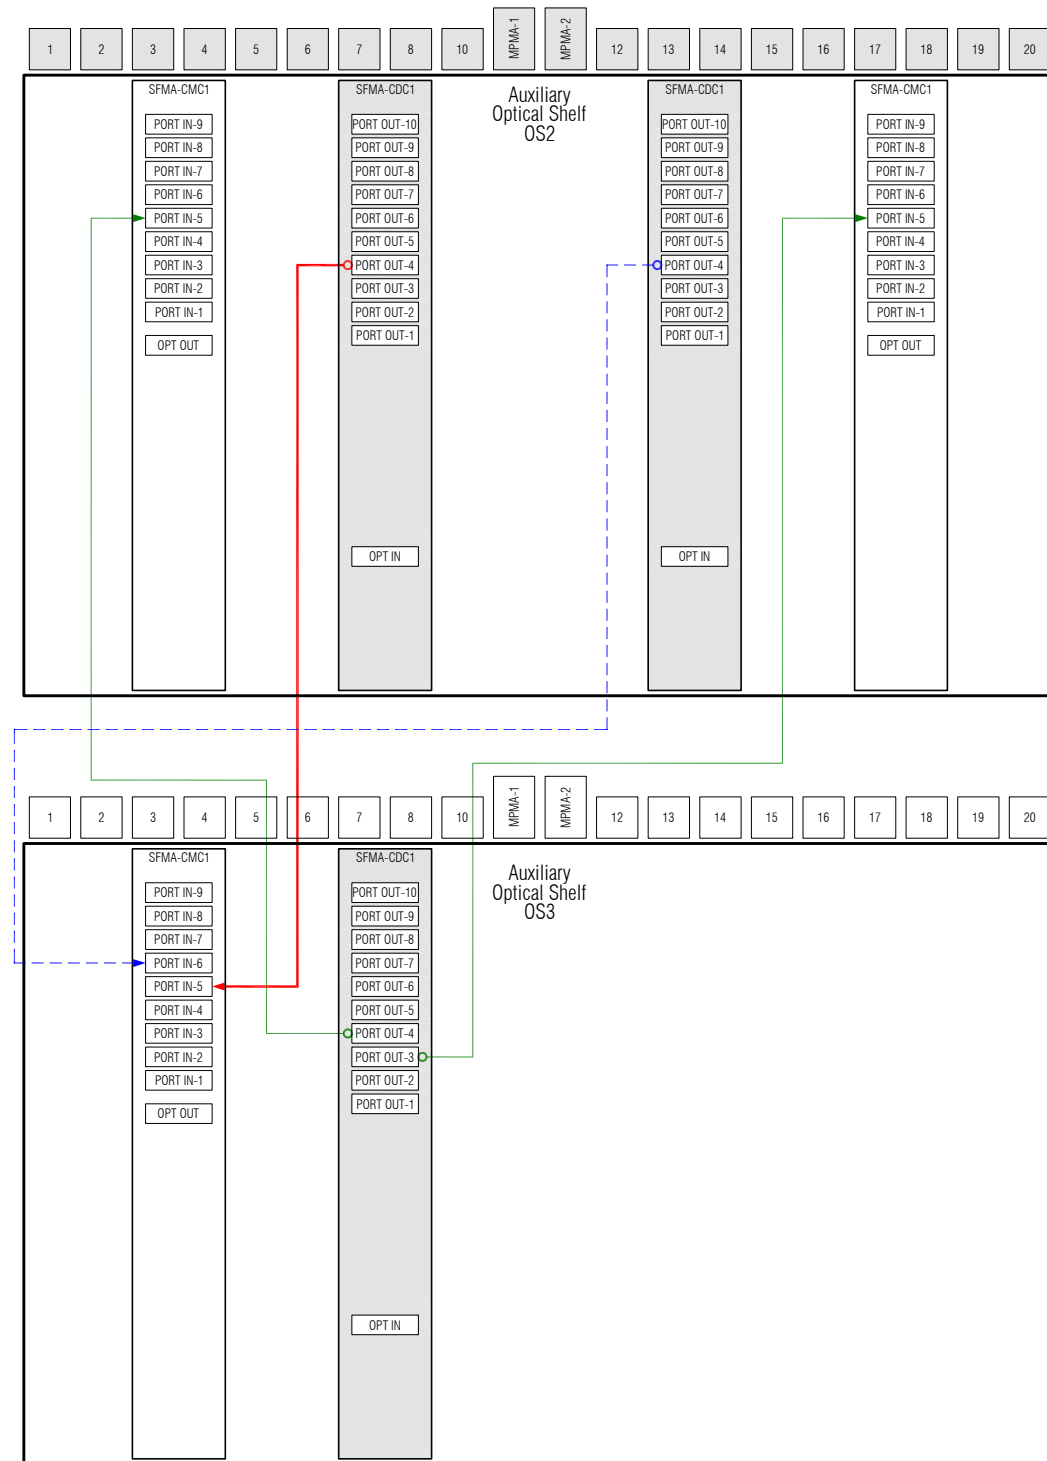 1 2 3 4 5 6 7 8 10 MPMA-1 MPMA-2 12 13 14 15 16 17 18 19 20
SFMA-CMC1 SFMA-CDC1 SFMA-CDC1 SFMA-CMC1
Auxiliary
Optical Shelf
OS2
PORT IN-9 PORT OUT-10 PORT OUT-10 PORT IN-9
PORT IN-8 PORT OUT-9 PORT OUT-9 PORT IN-8
PORT IN-7 PORT OUT-8 PORT OUT-8 PORT IN-7
PORT IN-6 PORT OUT-7 PORT OUT-7 PORT IN-6
PORT IN-5 PORT OUT-6 PORT OUT-6 PORT IN-5
PORT IN-4 PORT OUT-5 PORT OUT-5 PORT IN-4
PORT IN-3 PORT OUT-4 PORT OUT-4 PORT IN-3
PORT IN-2 PORT OUT-3 PORT OUT-3 PORT IN-2
PORT IN-1 PORT OUT-2 PORT OUT-2 PORT IN-1
PORT OUT-1 PORT OUT-1
OPT OUT OPT OUT
OPT IN OPT IN
1 2 3 4 5 6 7 8 10 MPMA-1 MPMA-2 12 13 14 15 16 17 18 19 20
SFMA-CMC1 SFMA-CDC1
Auxiliary
Optical Shelf
OS3
PORT IN-9 PORT OUT-10
PORT IN-8 PORT OUT-9
PORT IN-7 PORT OUT-8
PORT IN-6 PORT OUT-7
PORT IN-5 PORT OUT-6
PORT IN-4 PORT OUT-5
PORT IN-3 PORT OUT-4
PORT IN-2 PORT OUT-3
PORT IN-1 PORT OUT-2
PORT OUT-1
OPT OUT
OPT IN